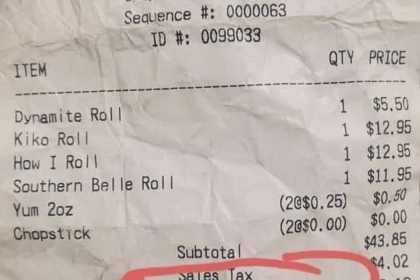 Sequence #: 0000063
ID #: 0099033
ITEM QTY PRICE
Dynamite Roll 1 $5.50
Kiko Roll 1 $12.95
How I Roll 1 $12.95
Southern Belle Roll 1 $11.95
Yum 2oz (2@$0.25) $0.50
Chopstick (2@$0.00) $0.00
Subtotal $43.85
Sales Tax $4.02